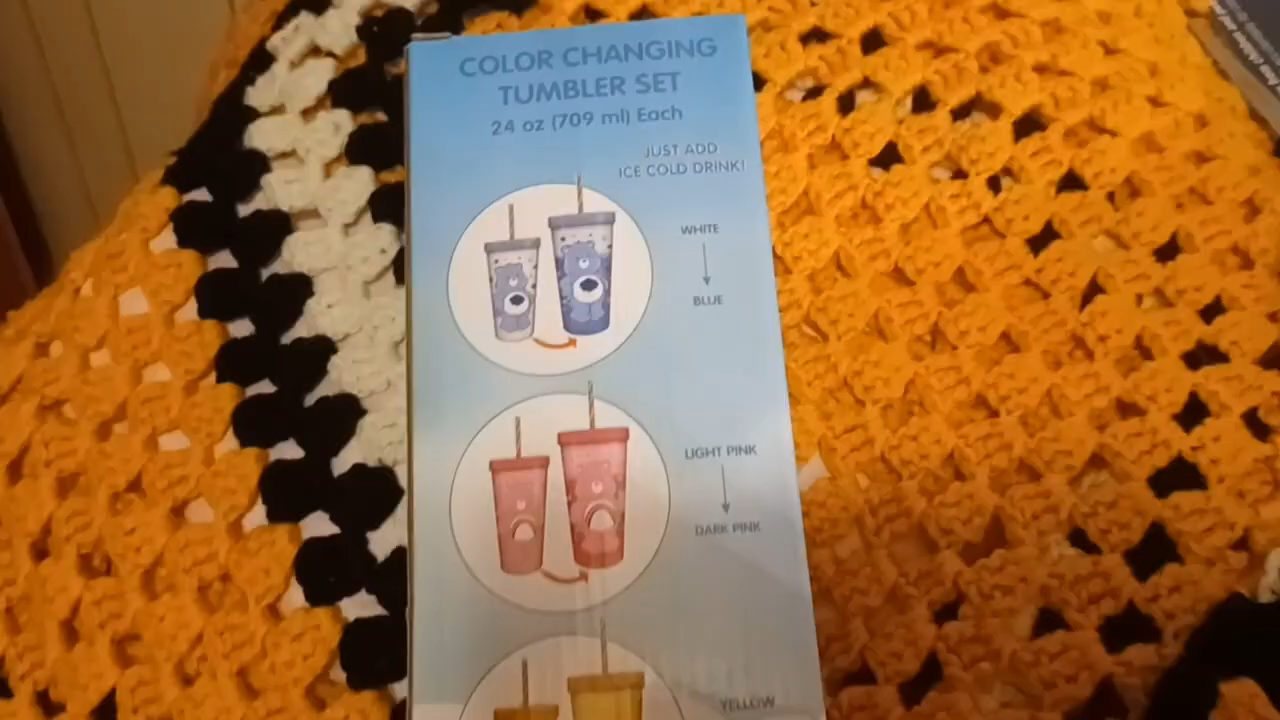 COLOR CHANGING
TUMBLER SET
24 oz (709 ml) Each
JUST ADD
ICE COLD DRINK!
WHITE
BLUE
LIGHT PINK
DARK PINK
YELLOW